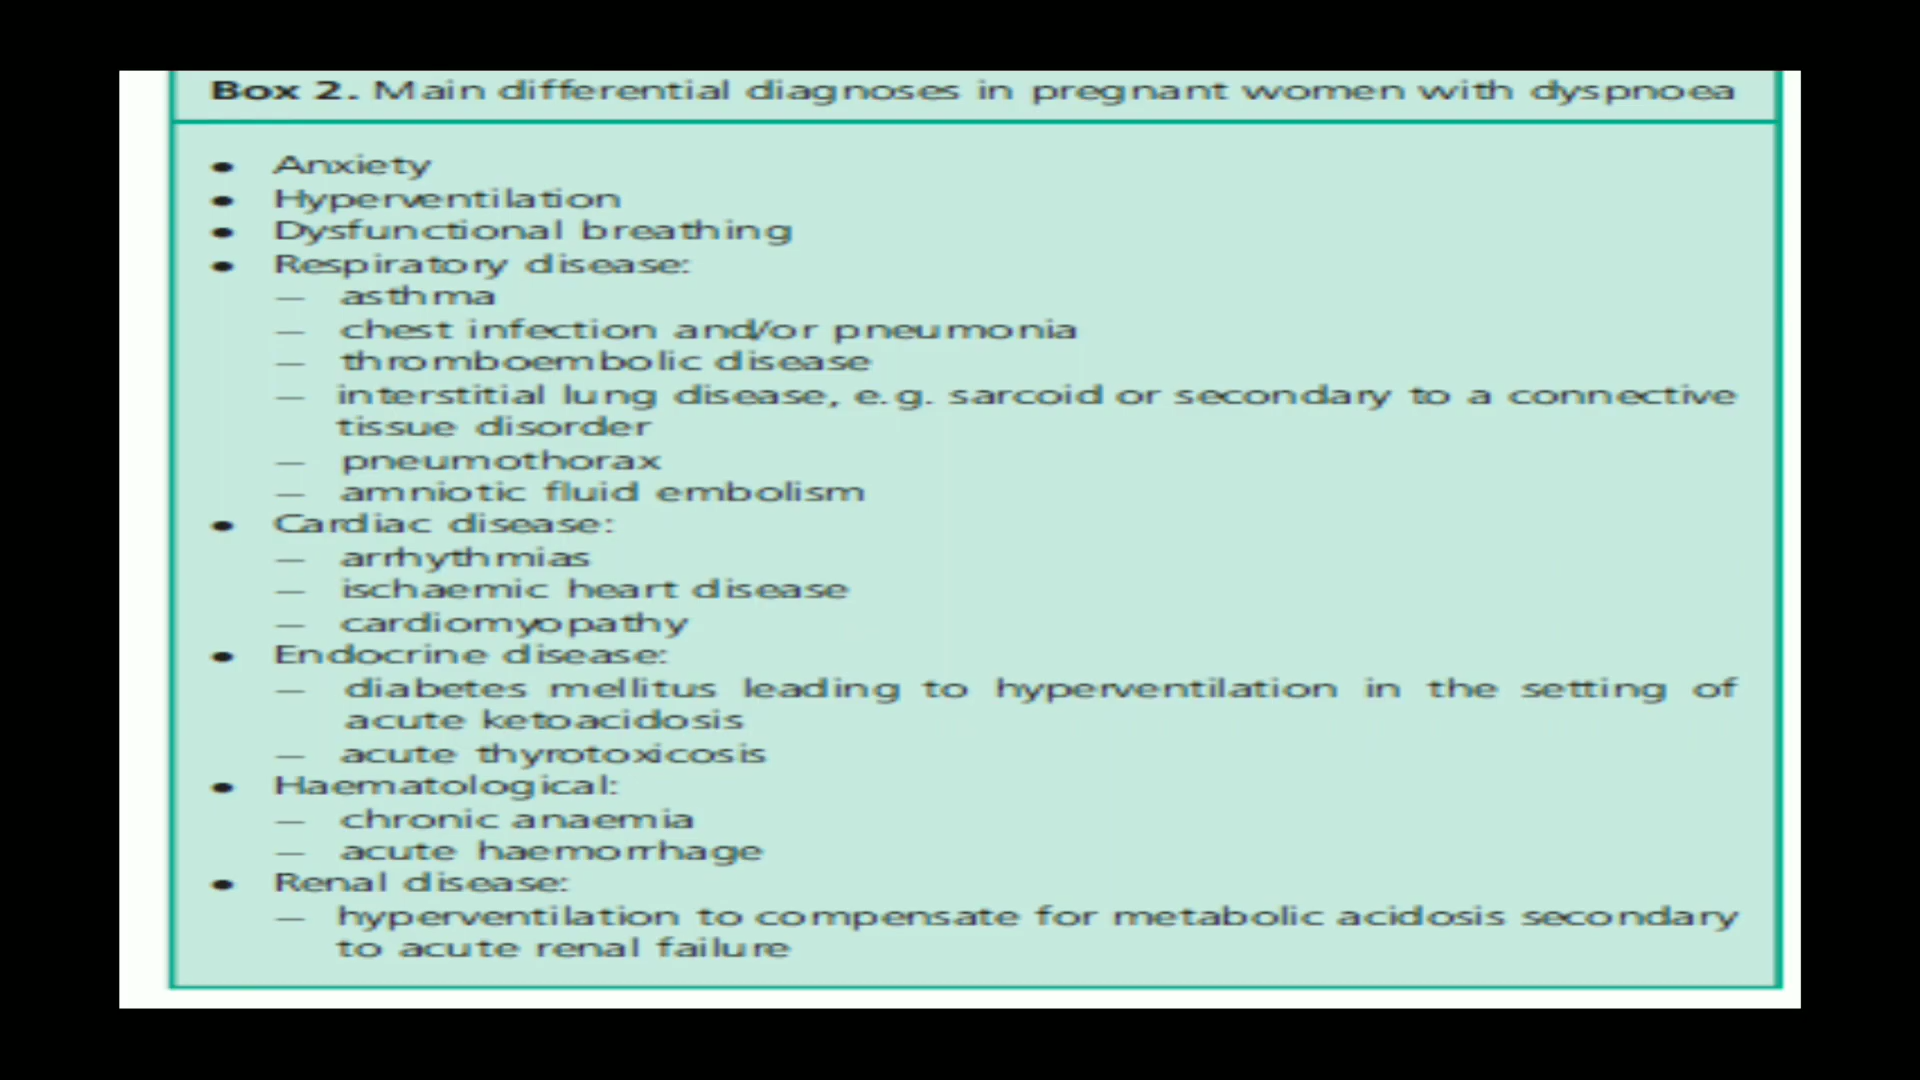 Box 2. Main differential diagnoses in pregnant women with dyspnoea
• Anxiety
• Hyperventilation
• Dysfunctional breathing
• Respiratory disease:
— asthma
— chest infection and/or pneumonia
— thromboembolic disease
— interstitial lung disease, e.g. sarcoid or secondary to a connective
tissue disorder
— pneumothorax
— amniotic fluid embolism
• Cardiac disease:
— arrhythmias
— ischaemic heart disease
— cardiomyopathy
• Endocrine disease:
— diabetes mellitus leading to hyperventilation in the setting of
acute ketoacidosis
— acute thyrotoxicosis
• Haematological:
— chronic anaemia
— acute haemorrhage
• Renal disease:
— hyperventilation to compensate for metabolic acidosis secondary
to acute renal failure